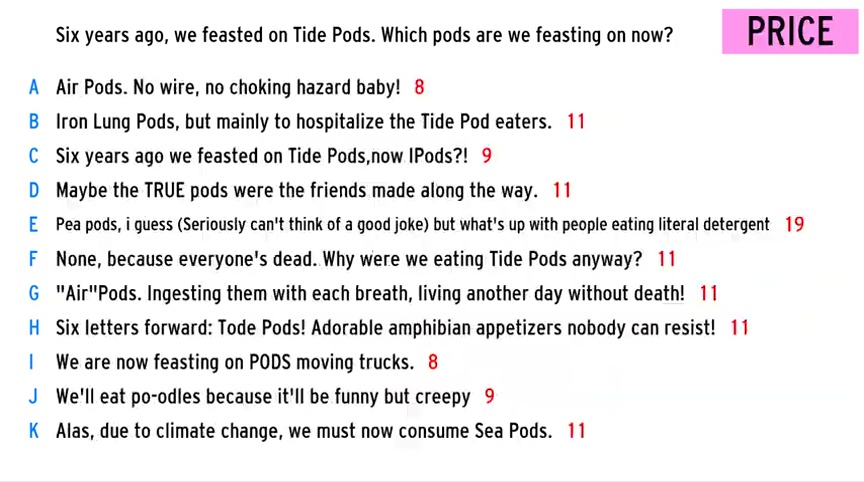 Six years ago, we feasted on Tide Pods. Which pods are we feasting on now?
PRICE
A Air Pods. No wire, no choking hazard baby! 8
B Iron Lung Pods, but mainly to hospitalize the Tide Pod eaters. 11
C Six years ago we feasted on Tide Pods,now IPods?! 9
D Maybe the TRUE pods were the friends made along the way. 11
E Pea pods, i guess (Seriously can't think of a good joke) but what's up with people eating literal detergent 19
F None, because everyone's dead. Why were we eating Tide Pods anyway? 11
G "Air"Pods. Ingesting them with each breath, living another day without death! 11
H Six letters forward: Tode Pods! Adorable amphibian appetizers nobody can resist! 11
I We are now feasting on PODS moving trucks. 8
J We'll eat po-odles because it'll be funny but creepy 9
K Alas, due to climate change, we must now consume Sea Pods. 11